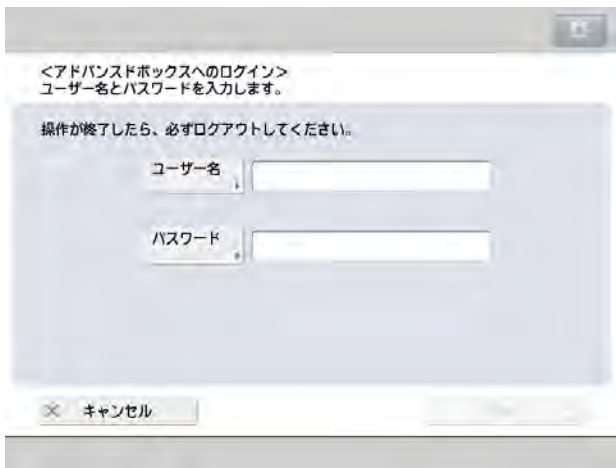 <アドバンスドボックスへのログイン>
ユーザー名とパスワードを入力します。
操作が終了したら、必ずログアウトしてください。
ユーザー名
パスワード
キャンセル